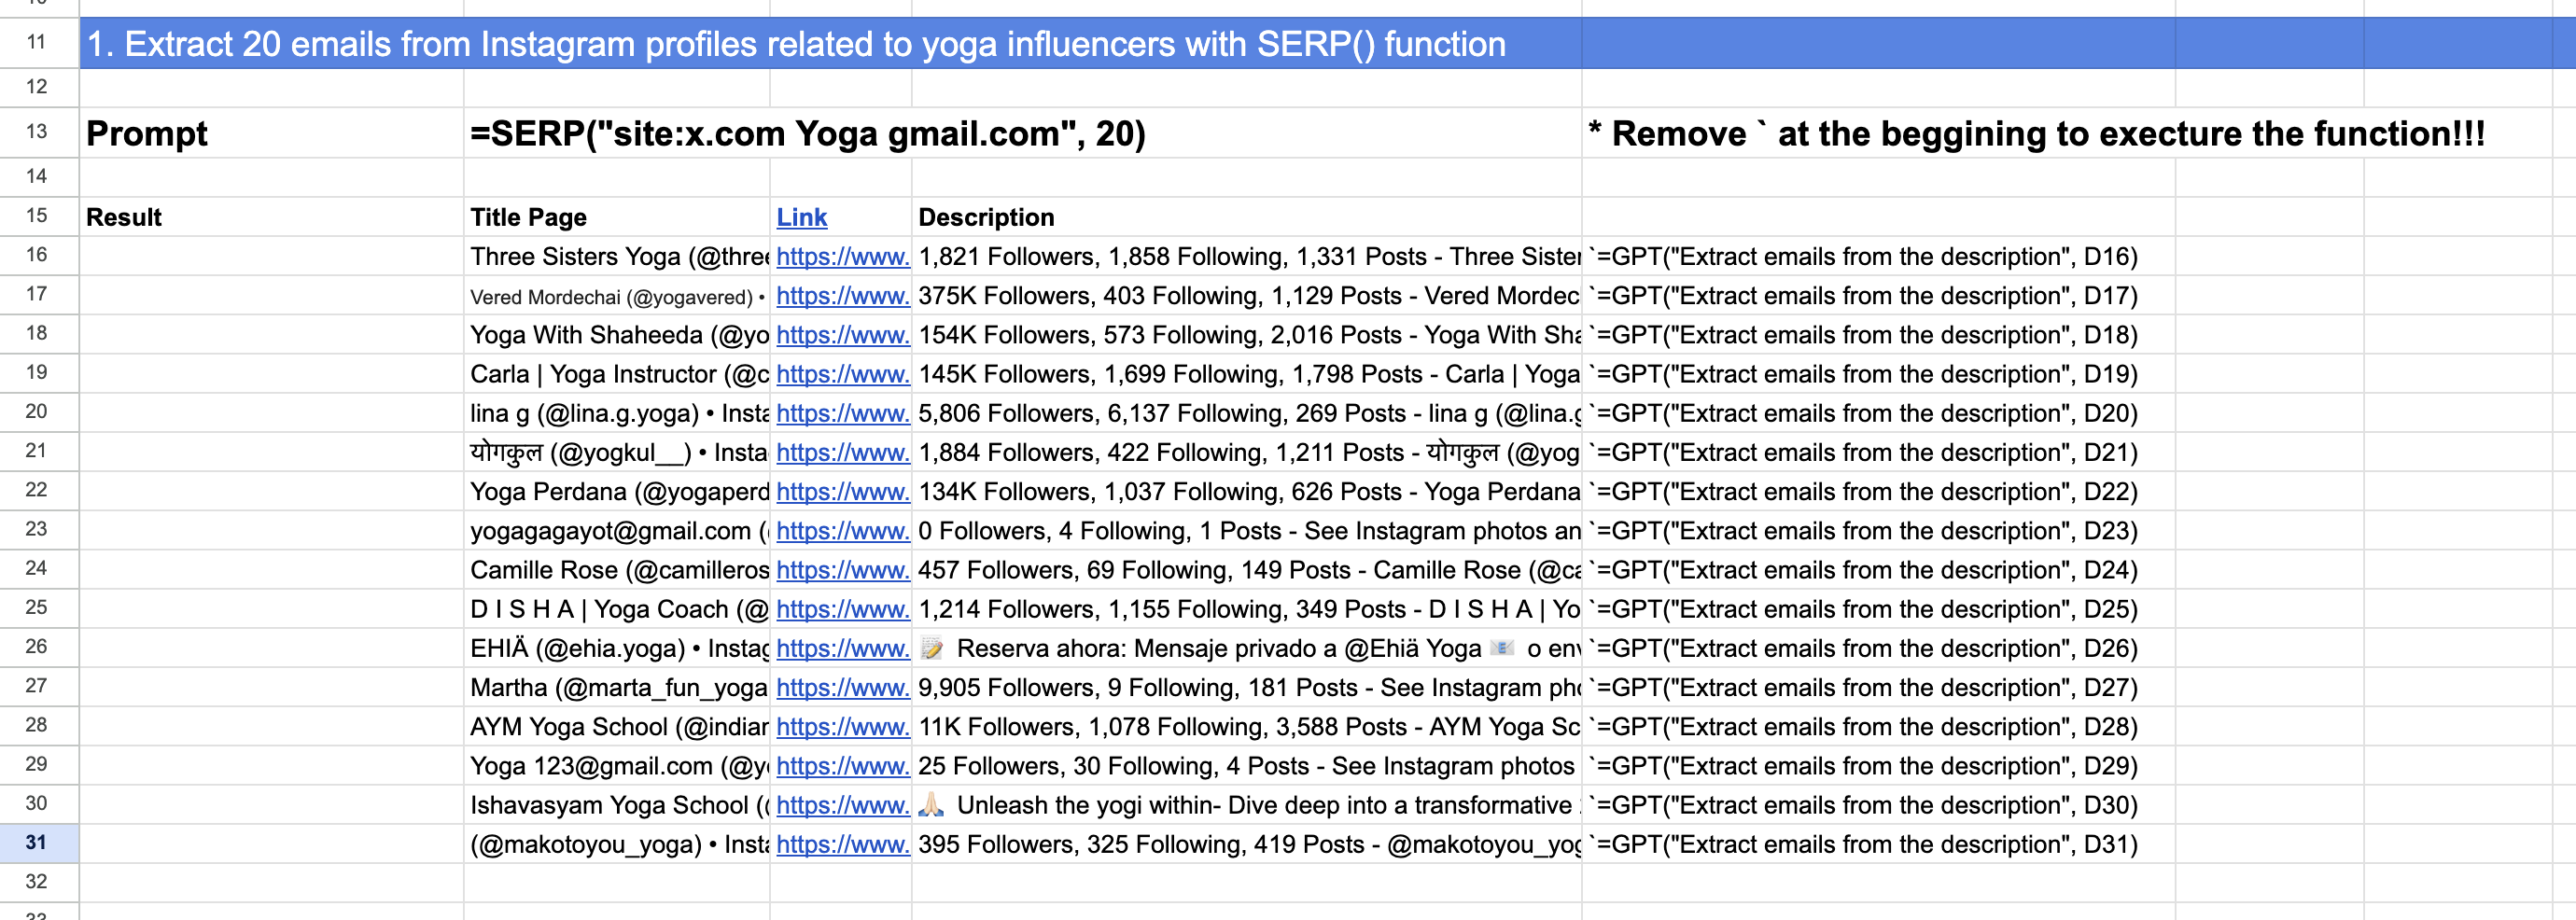 11 1. Extract 20 emails from Instagram profiles related to yoga influencers with SERP() function
12
13 Prompt =SERP("site:x.com Yoga gmail.com", 20) * Remove ` at the beggining to execture the function!!!
14
15 Result Title Page Link Description
16 Three Sisters Yoga (@three https://www. 1,821 Followers, 1,858 Following, 1,331 Posts - Three Sister `=GPT("Extract emails from the description", D16)
17 Vered Mordechai (@yogavered) • https://www. 375K Followers, 403 Following, 1,129 Posts - Vered Mordec `=GPT("Extract emails from the description", D17)
18 Yoga With Shaheeda (@yo https://www. 154K Followers, 573 Following, 2,016 Posts - Yoga With Sha `=GPT("Extract emails from the description", D18)
19 Carla | Yoga Instructor (@c https://www. 145K Followers, 1,699 Following, 1,798 Posts - Carla | Yoga `=GPT("Extract emails from the description", D19)
20 lina g (@lina.g.yoga) • Insta https://www. 5,806 Followers, 6,137 Following, 269 Posts - lina g (@lina.g `=GPT("Extract emails from the description", D20)
21 योगकुल (@yogkul__) • Insta https://www. 1,884 Followers, 422 Following, 1,211 Posts - योगकुल (@yog `=GPT("Extract emails from the description", D21)
22 Yoga Perdana (@yogaperd https://www. 134K Followers, 1,037 Following, 626 Posts - Yoga Perdana `=GPT("Extract emails from the description", D22)
23 yogagagayot@gmail.com ( https://www. 0 Followers, 4 Following, 1 Posts - See Instagram photos an `=GPT("Extract emails from the description", D23)
24 Camille Rose (@camilleros https://www. 457 Followers, 69 Following, 149 Posts - Camille Rose (@ca `=GPT("Extract emails from the description", D24)
25 D I S H A | Yoga Coach (@ https://www. 1,214 Followers, 1,155 Following, 349 Posts - D I S H A | Yo `=GPT("Extract emails from the description", D25)
26 EHIÄ (@ehia.yoga) • Instag https://www. 📝 Reserva ahora: Mensaje privado a @Ehiä Yoga 📧 o env `=GPT("Extract emails from the description", D26)
27 Martha (@marta_fun_yoga https://www. 9,905 Followers, 9 Following, 181 Posts - See Instagram pho `=GPT("Extract emails from the description", D27)
28 AYM Yoga School (@indian https://www. 11K Followers, 1,078 Following, 3,588 Posts - AYM Yoga Sc `=GPT("Extract emails from the description", D28)
29 Yoga 123@gmail.com (@yo https://www. 25 Followers, 30 Following, 4 Posts - See Instagram photos `=GPT("Extract emails from the description", D29)
30 Ishavasyam Yoga School ( https://www. 🙏🏻 Unleash the yogi within- Dive deep into a transformative `=GPT("Extract emails from the description", D30)
31 (@makotoyou_yoga) • Insta https://www. 395 Followers, 325 Following, 419 Posts - @makotoyou_yog `=GPT("Extract emails from the description", D31)
32